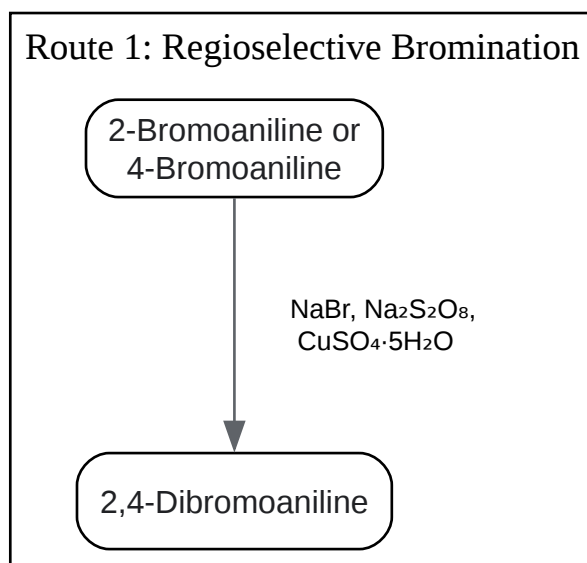 Route 1: Regioselective Bromination
2-Bromoaniline or
4-Bromoaniline
NaBr, Na₂S₂O₈,
CuSO₄·5H₂O
2,4-Dibromoaniline